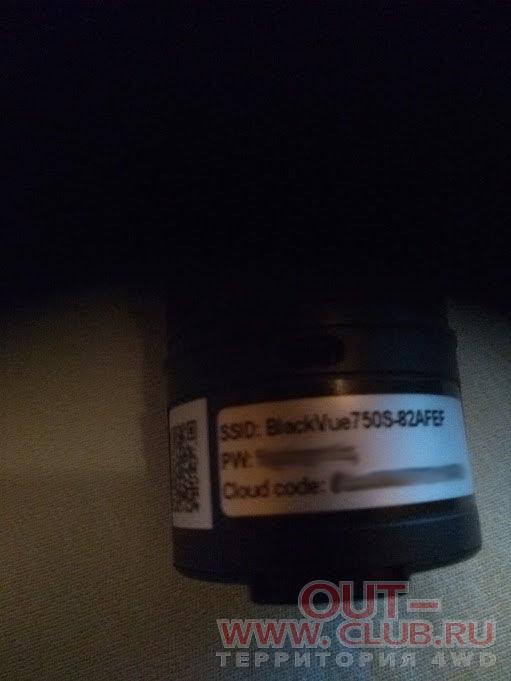 SSID: BlackVue750S-82AFEF
PW:
Cloud code:
OUT-
WWW.CLUB.RU
ТЕРРИТОРИЯ 4WD